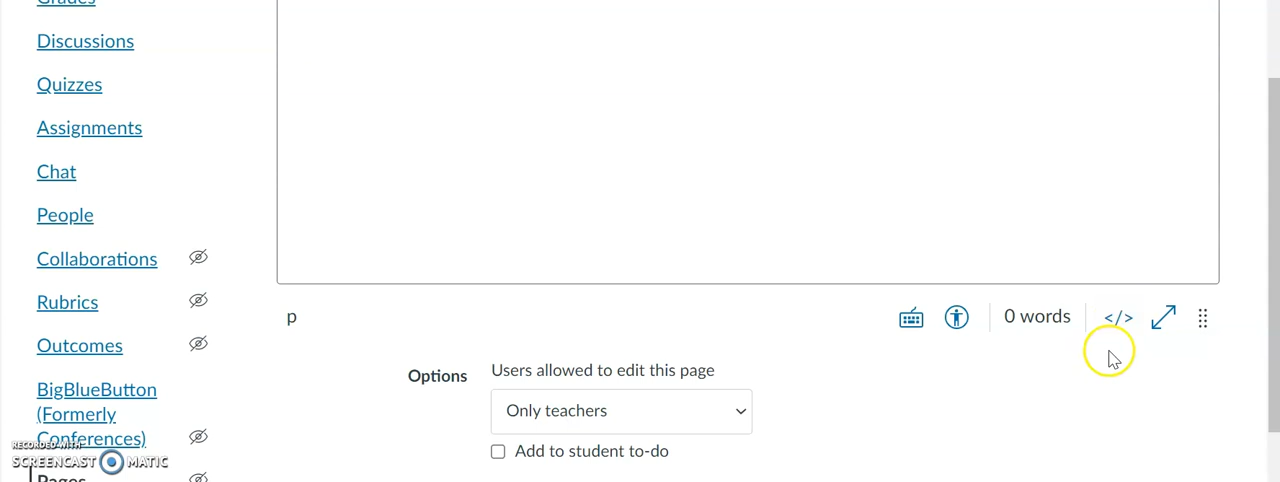 Grades
Discussions
Quizzes
Assignments
Chat
People
Collaborations
Rubrics
Outcomes
BigBlueButton
(Formerly
Conferences)
Pages
p
0 words
</>
Options
Users allowed to edit this page
Only teachers
Add to student to-do
RECORDED WITH
SCREENCAST MATIC